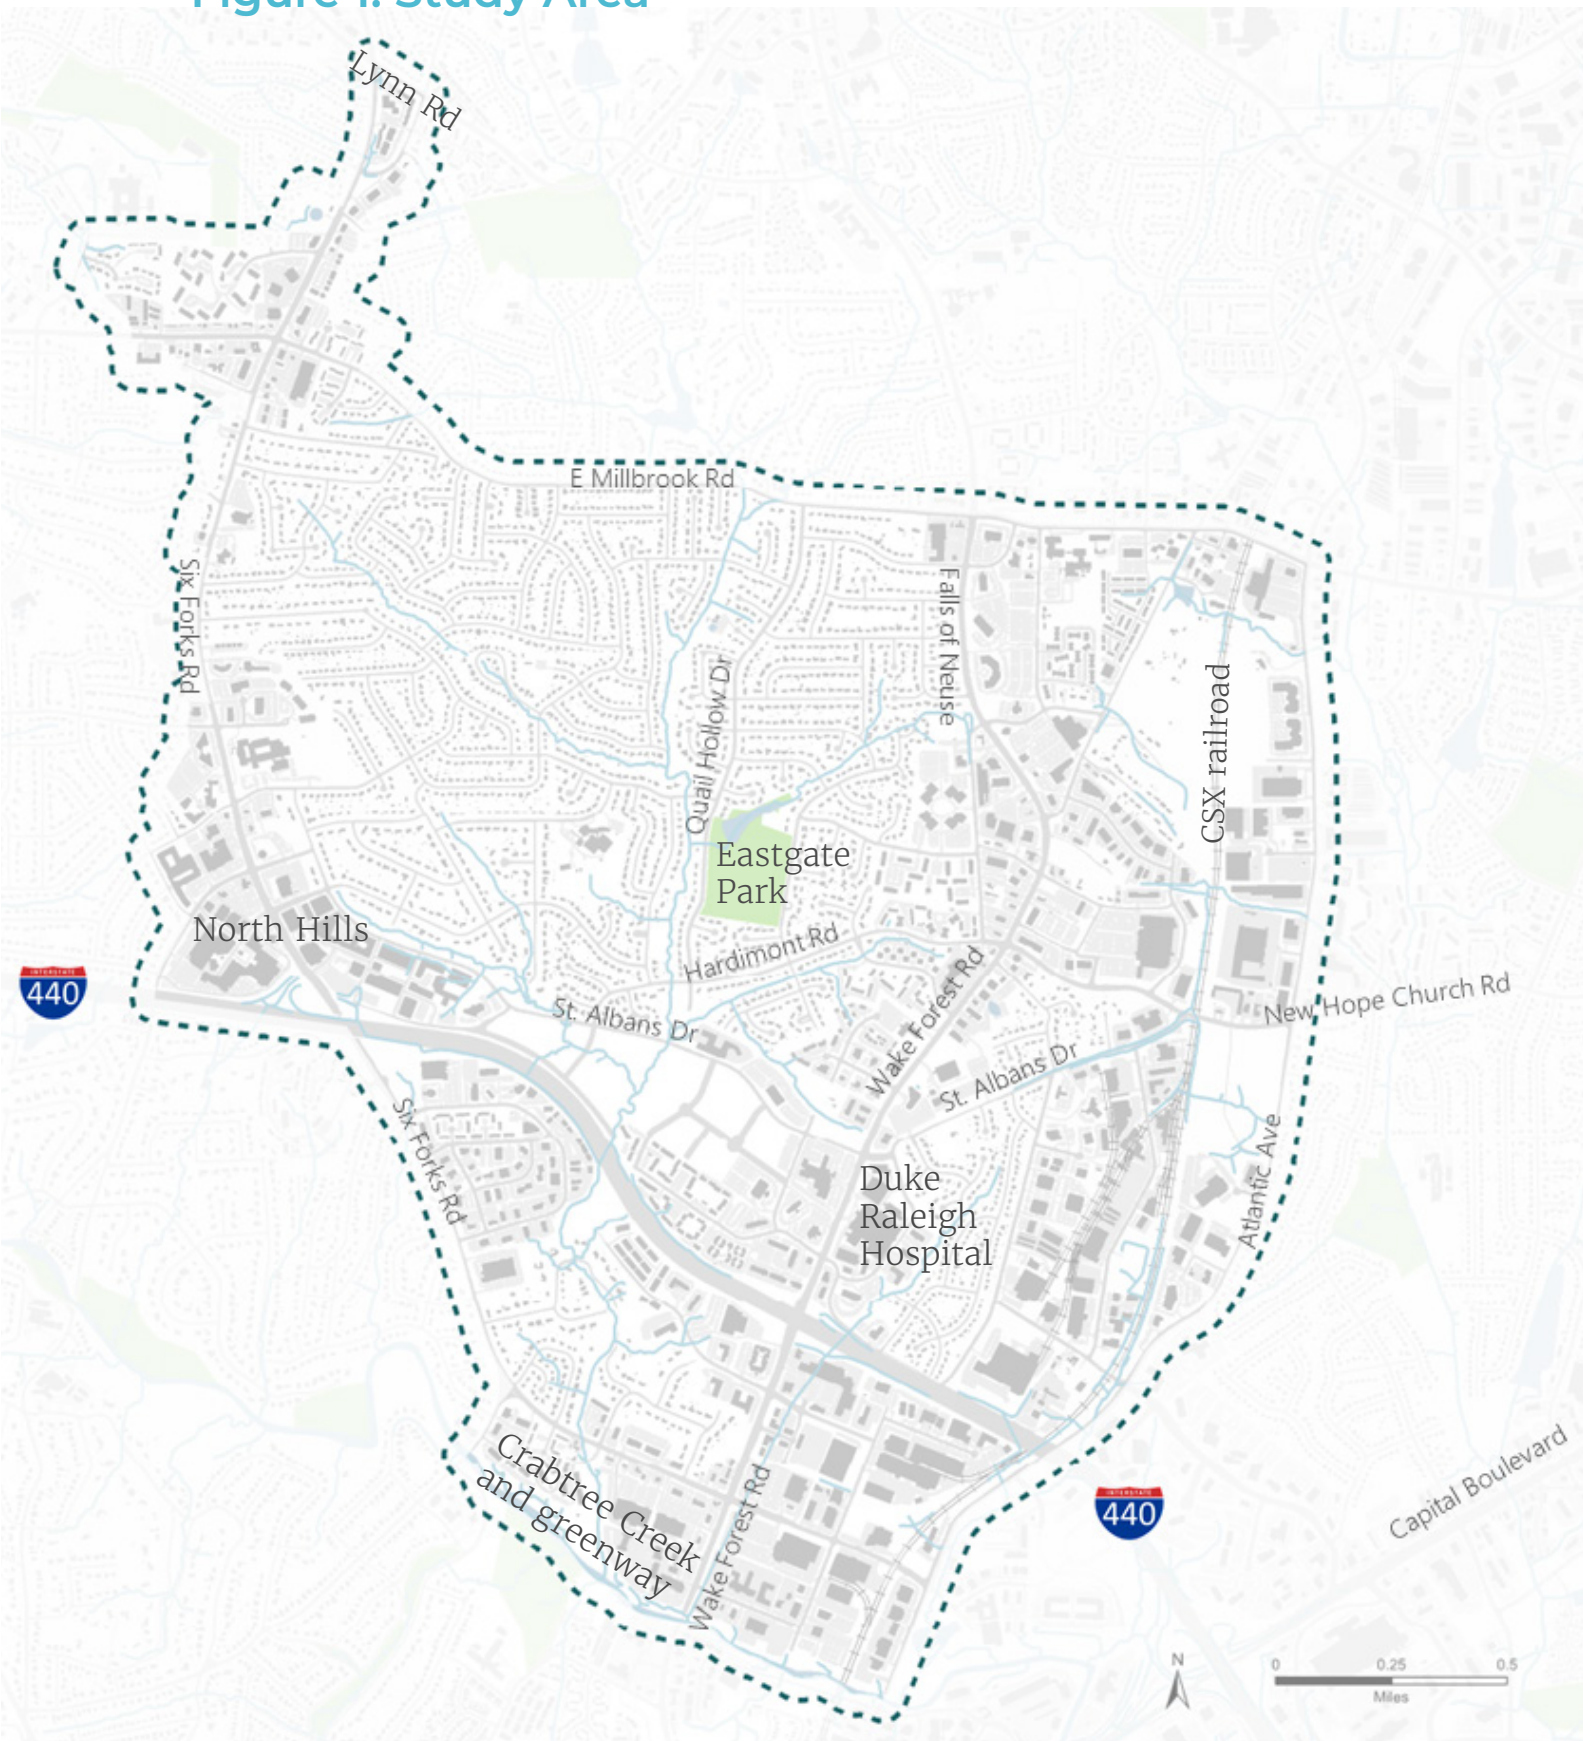 Figure 1. Study Area
Lynn Rd
E Millbrook Rd
Six Forks Rd
Falls of Neuse
Quail Hollow Dr
CSX railroad
Eastgate
Park
North Hills
Hardimont Rd
INTERSTATE
440
St. Albans Dr
Wake Forest Rd
New Hope Church Rd
St. Albans Dr
Six Forks Rd
Atlantic Ave
Duke
Raleigh
Hospital
Crabtree Creek
and greenway
Wake Forest Rd
INTERSTATE
440
Capital Boulevard
N
0 0.25 0.5
Miles